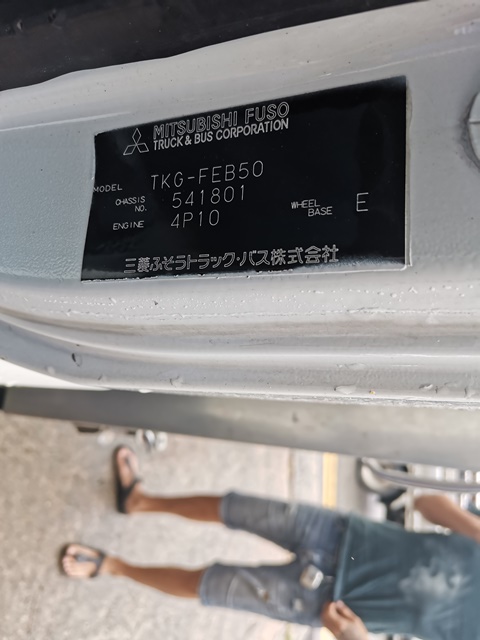 MITSUBISHI FUSO
TRUCK & BUS CORPORATION
MODEL TKG-FEB50
CHASSIS NO. 541801
WHEEL BASE E
ENGINE 4P10
三菱ふそうトラック・バス株式会社